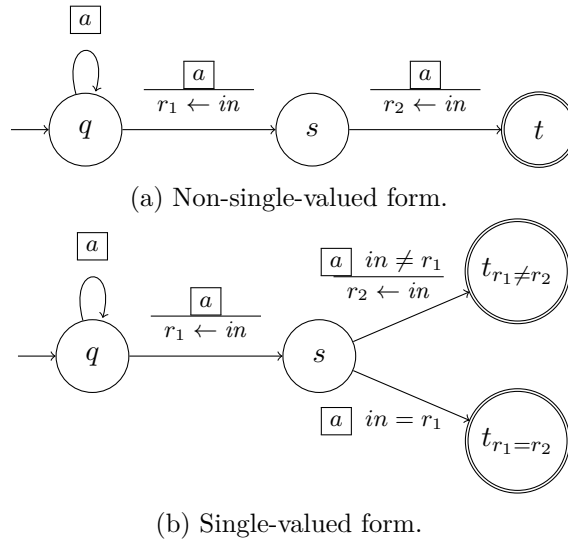 a
a
a
r₁ ← in
r₂ ← in
q
s
t
(a) Non-single-valued form.
a
a in ≠ r₁
t_{r₁≠r₂}
a
r₂ ← in
r₁ ← in
q
s
a in = r₁
t_{r₁=r₂}
(b) Single-valued form.